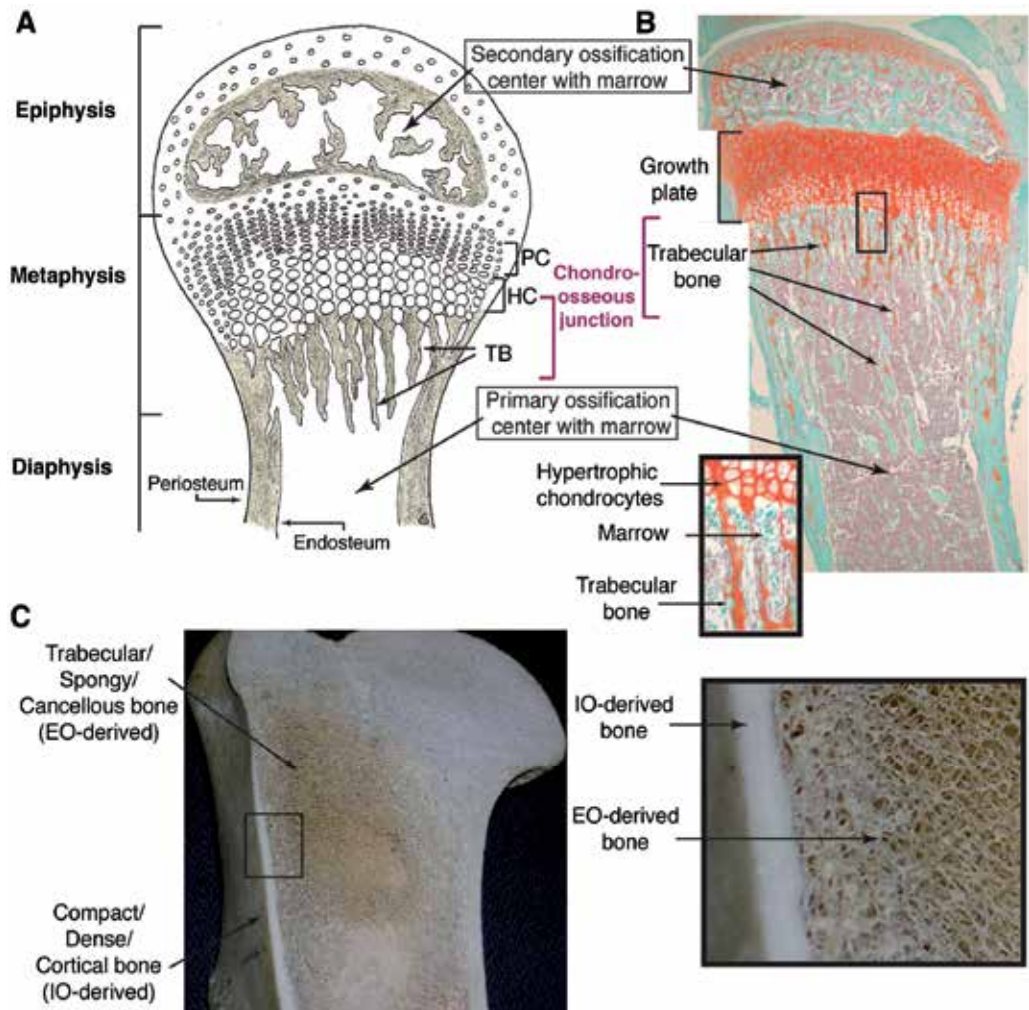 A
Epiphysis
Metaphysis
Diaphysis
Secondary ossification
center with marrow
PC
HC
TB
Chondro-
osseous
junction
Primary ossification
center with marrow
Periosteum
Endosteum
B
Growth
plate
Trabecular
bone
Hypertrophic
chondrocytes
Marrow
Trabecular
bone
C
Trabecular/
Spongy/
Cancellous bone
(EO-derived)
Compact/
Dense/
Cortical bone
(IO-derived)
IO-derived
bone
EO-derived
bone